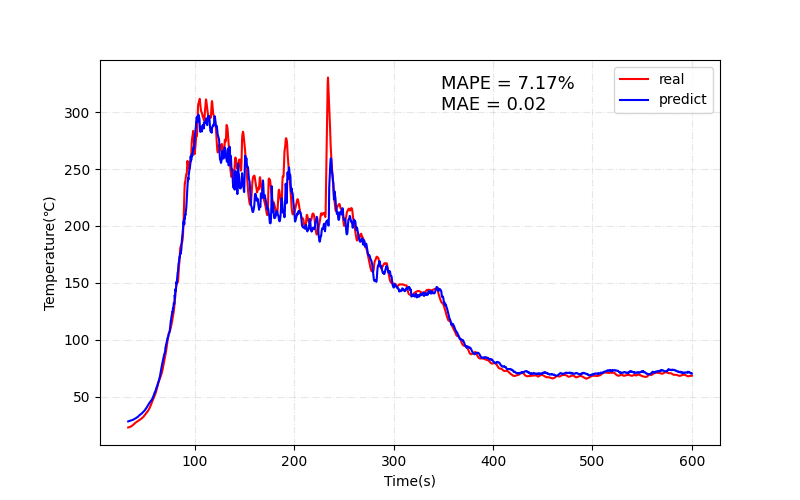 MAPE = 7.17%
MAE = 0.02
real
predict
300
250
200
150
100
50
Temperature(℃)
100 200 300 400 500 600
Time(s)